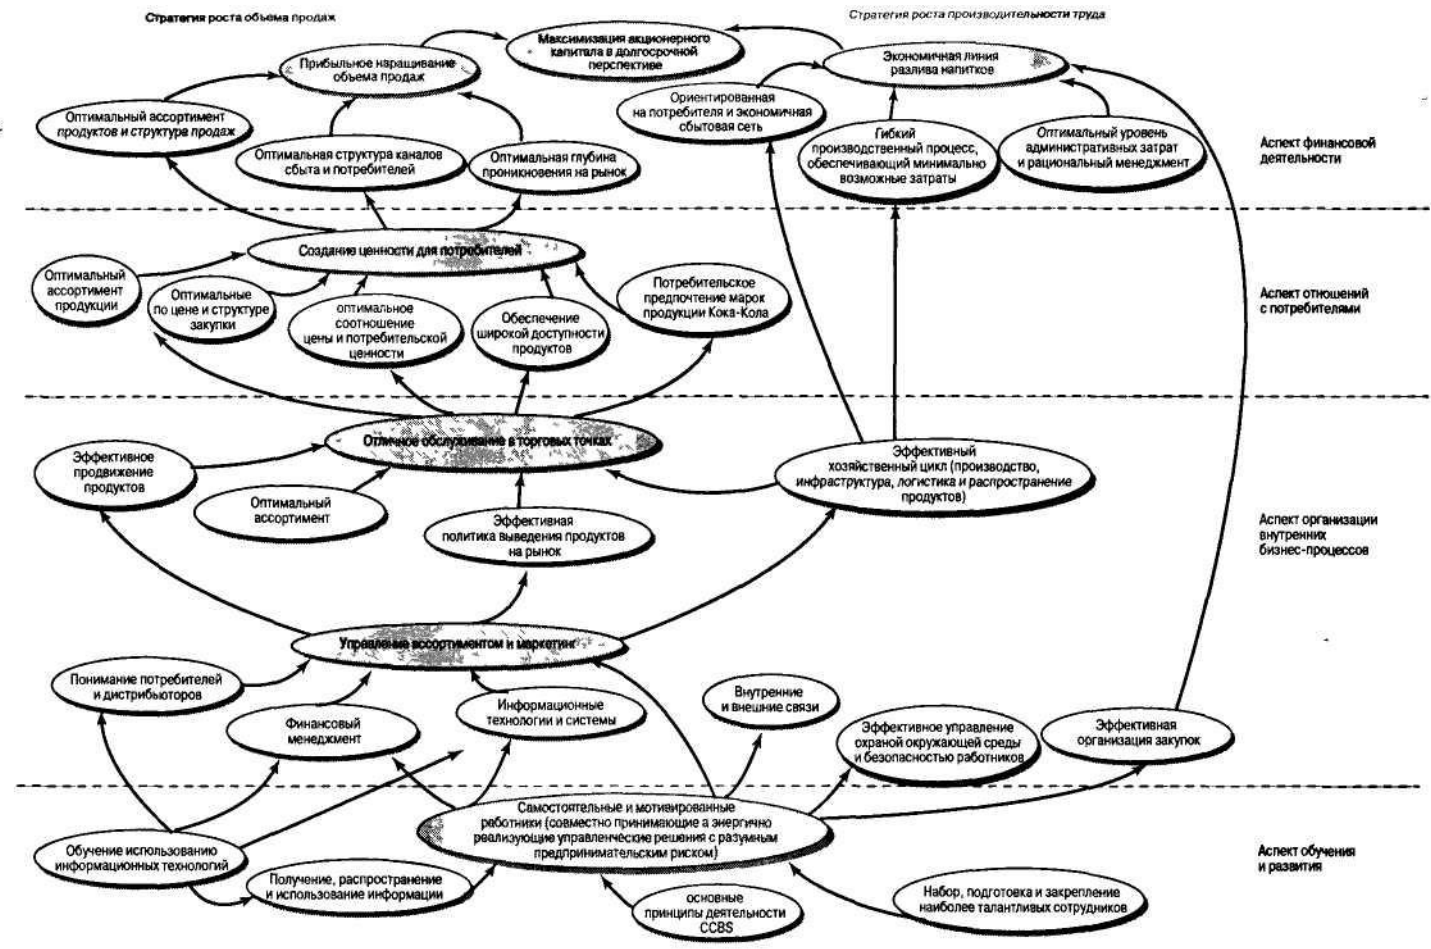 Стратегия роста объема продаж
Стратегия роста производительности труда
Максимизация акционерного
капитала в долгосрочной
перспективе
Прибыльное наращивание
объема продаж
Экономичная линия
разлива напитков
Оптимальный ассортимент
продуктов и структура продаж
Ориентированная
на потребителя и экономичная
сбытовая сеть
Оптимальная структура каналов
сбыта и потребителей
Оптимальная глубина
проникновения на рынок
Гибкий
производственный процесс,
обеспечивающий минимально
возможные затраты
Оптимальный уровень
административных затрат
и рациональный менеджмент
Аспект финансовой
деятельности
Создание ценности для потребителей
Оптимальный
ассортимент
продукции
Оптимальные
по цене и структуре
закупки
оптимальное
соотношение
цены и потребительской
ценности
Обеспечение
широкой доступности
продуктов
Потребительское
предпочтение марок
продукции Кока-Кола
Аспект отношений
с потребителями
Отличное обслуживание в торговых точках
Эффективное
продвижение
продуктов
Оптимальный
ассортимент
Эффективная
политика выведения продуктов
на рынок
Эффективный
хозяйственный цикл (производство,
инфраструктура, логистика и распространение
продуктов)
Аспект организации
внутренних
бизнес-процессов
Управление ассортиментом и маркетинг
Понимание потребителей
и дистрибьюторов
Финансовый
менеджмент
Информационные
технологии и системы
Внутренние
и внешние связи
Эффективное управление
охраной окружающей среды
и безопасностью работников
Эффективная
организация закупок
Самостоятельные и мотивированные
работники (совместно принимающие а энергично
реализующие управленческие решения с разумным
предпринимательским риском)
Обучение использованию
информационных технологий
Получение, распространение
и использование информации
основные
принципы деятельности
CCBS
Набор, подготовка и закрепление
наиболее талантливых сотрудников
Аспект обучения
и развития